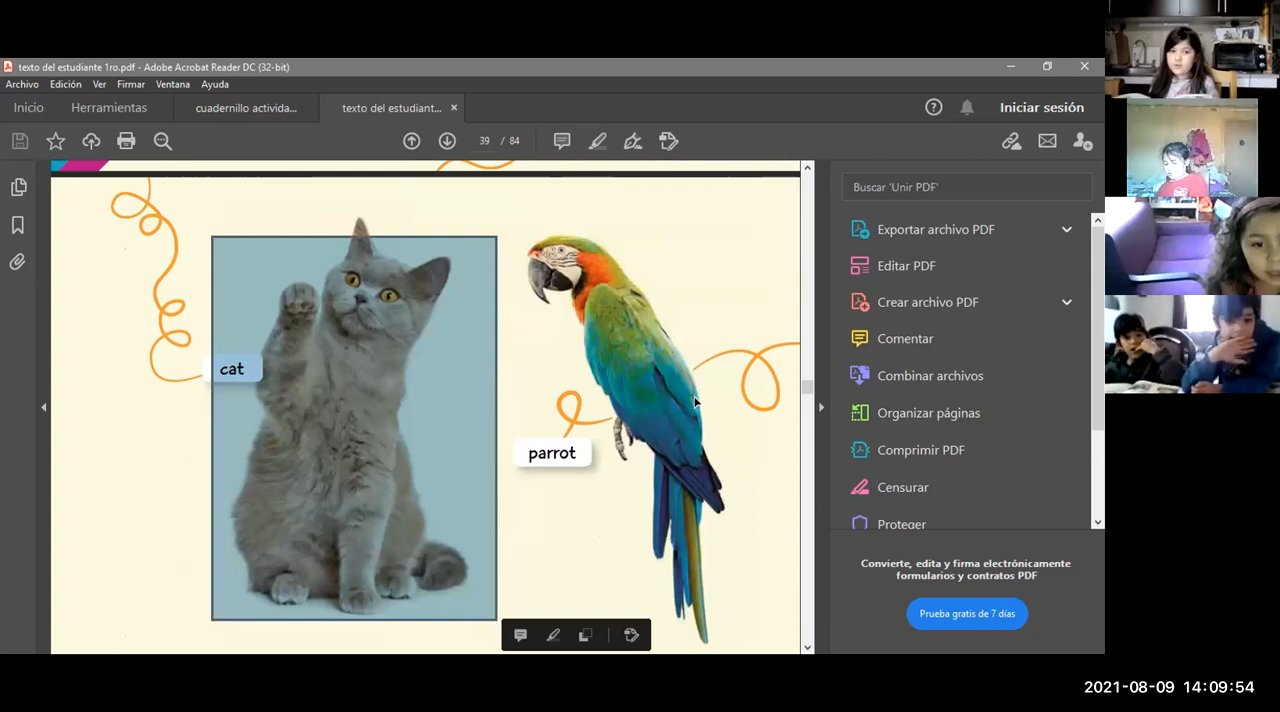 texto del estudiante 1ro.pdf - Adobe Acrobat Reader DC (32-bit)
Archivo Edición Ver Firmar Ventana Ayuda
Inicio Herramientas cuadernillo activida... texto del estudiant... × Iniciar sesión
39 / 84
Buscar 'Unir PDF'
Exportar archivo PDF
Editar PDF
Crear archivo PDF
Comentar
Combinar archivos
Organizar páginas
Comprimir PDF
Censurar
Proteger
Convierte, edita y firma electrónicamente
formularios y contratos PDF
Prueba gratis de 7 días
cat
parrot
2021-08-09 14:09:54